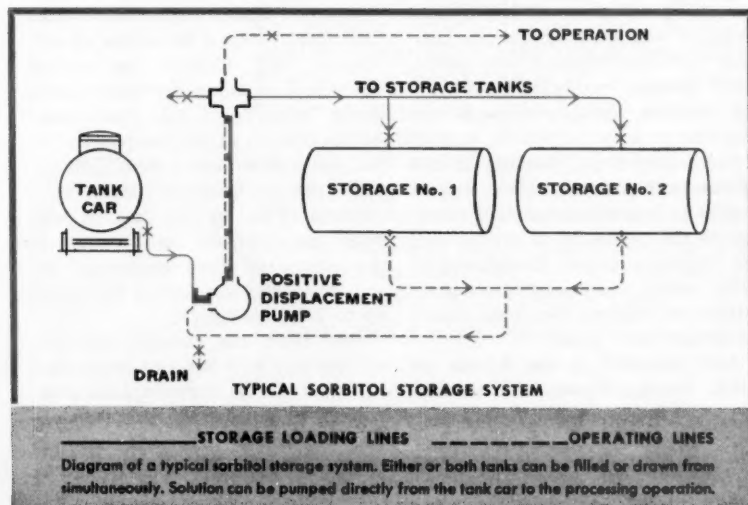 TO OPERATION
TO STORAGE TANKS
TANK
CAR
STORAGE No. 1
STORAGE No. 2
POSITIVE
DISPLACEMENT
PUMP
DRAIN
TYPICAL SORBITOL STORAGE SYSTEM
STORAGE LOADING LINES OPERATING LINES
Diagram of a typical sorbitol storage system. Either or both tanks can be filled or drawn from
simultaneously. Solution can be pumped directly from the tank car to the processing operation.